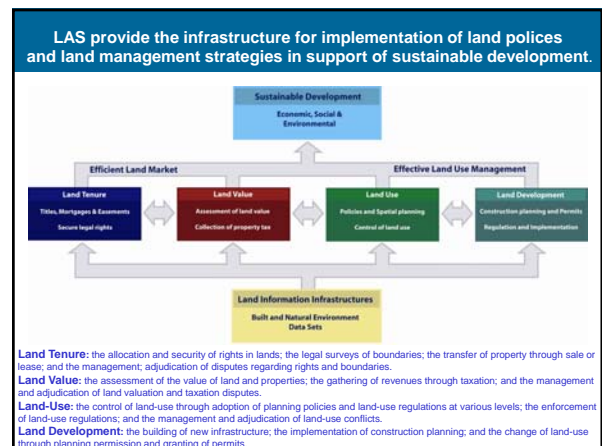 LAS provide the infrastructure for implementation of land polices
and land management strategies in support of sustainable development.
Sustainable Development
Economic, Social &
Environmental
Efficient Land Market
Effective Land Use Management
Land Tenure
Titles, Mortgages & Easements
Secure legal rights
Land Value
Assessment of land value
Collection of property tax
Land Use
Policies and Spatial planning
Control of land use
Land Development
Construction planning and Permits
Regulation and Implementation
Land Information Infrastructures
Built and Natural Environment
Data Sets
Land Tenure: the allocation and security of rights in lands; the legal surveys of boundaries; the transfer of property through sale or
lease; and the management; adjudication of disputes regarding rights and boundaries.
Land Value: the assessment of the value of land and properties; the gathering of revenues through taxation; and the management
and adjudication of land valuation and taxation disputes.
Land-Use: the control of land-use through adoption of planning policies and land-use regulations at various levels; the enforcement
of land-use regulations; and the management and adjudication of land-use conflicts.
Land Development: the building of new infrastructure; the implementation of construction planning; and the change of land-use
through planning permission and granting of permits.